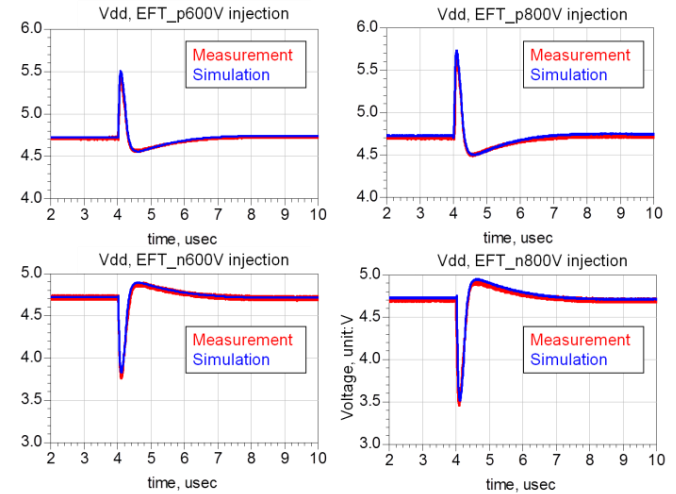 Vdd, EFT_p600V injection
6.0
5.5
5.0
4.5
4.0
Measurement
Simulation
2 3 4 5 6 7 8 9 10
time, usec
Vdd, EFT_p800V injection
6.0
5.5
5.0
4.5
4.0
Measurement
Simulation
2 3 4 5 6 7 8 9 10
time, usec
Vdd, EFT_n600V injection
5.0
4.5
4.0
3.5
3.0
Measurement
Simulation
2 3 4 5 6 7 8 9 10
time, usec
Vdd, EFT_n800V injection
Voltage, unit:V
5.0
4.5
4.0
3.5
3.0
Measurement
Simulation
2 3 4 5 6 7 8 9 10
time, usec